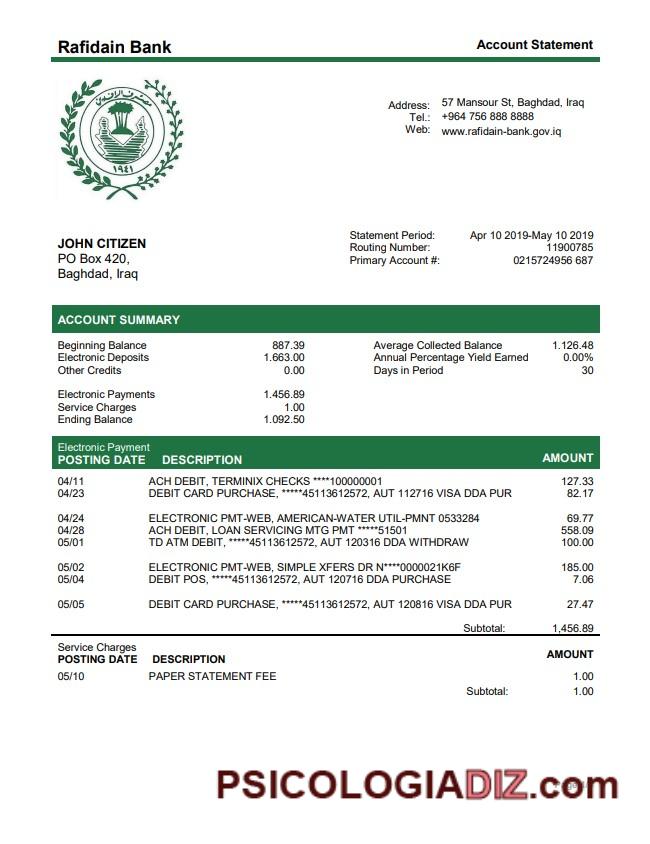 Rafidain Bank Account Statement
مصرف الرافدين
١٩٤١
Address: 57 Mansour St, Baghdad, Iraq
Tel.: +964 756 888 8888
Web: www.rafidain-bank.gov.iq
JOHN CITIZEN
PO Box 420,
Baghdad, Iraq
Statement Period: Apr 10 2019-May 10 2019
Routing Number: 11900785
Primary Account #: 0215724956 687
ACCOUNT SUMMARY
Beginning Balance 887.39 Average Collected Balance 1.126.48
Electronic Deposits 1.663.00 Annual Percentage Yield Earned 0.00%
Other Credits 0.00 Days in Period 30
Electronic Payments 1.456.89
Service Charges 1.00
Ending Balance 1.092.50
Electronic Payment
POSTING DATE DESCRIPTION AMOUNT
04/11 ACH DEBIT, TERMINIX CHECKS ****100000001 127.33
04/23 DEBIT CARD PURCHASE, *****45113612572, AUT 112716 VISA DDA PUR 82.17
04/24 ELECTRONIC PMT-WEB, AMERICAN-WATER UTIL-PMNT 0533284 69.77
04/28 ACH DEBIT, LOAN SERVICING MTG PMT *****51501 558.09
05/01 TD ATM DEBIT, *****45113612572, AUT 120316 DDA WITHDRAW 100.00
05/02 ELECTRONIC PMT-WEB, SIMPLE XFERS DR N****0000021K6F 185.00
05/04 DEBIT POS, *****45113612572, AUT 120716 DDA PURCHASE 7.06
05/05 DEBIT CARD PURCHASE, *****45113612572, AUT 120816 VISA DDA PUR 27.47
Subtotal: 1,456.89
Service Charges
POSTING DATE DESCRIPTION AMOUNT
05/10 PAPER STATEMENT FEE 1.00
Subtotal: 1.00
PSICOLOGIADIZ.com